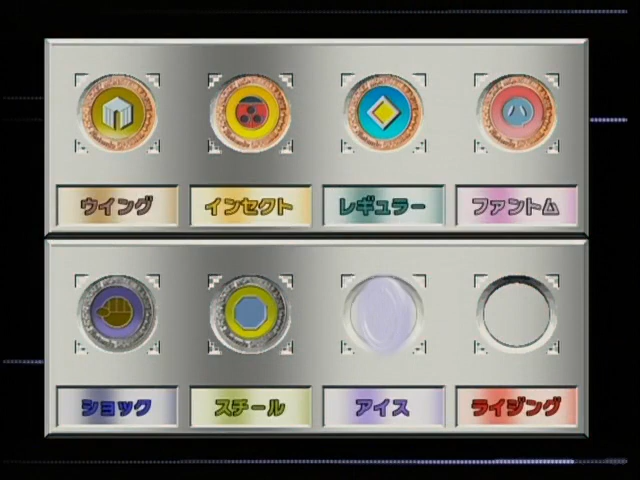 ウイング
インセクト
レギュラー
ファントム
ショック
スチール
アイス
ライジング